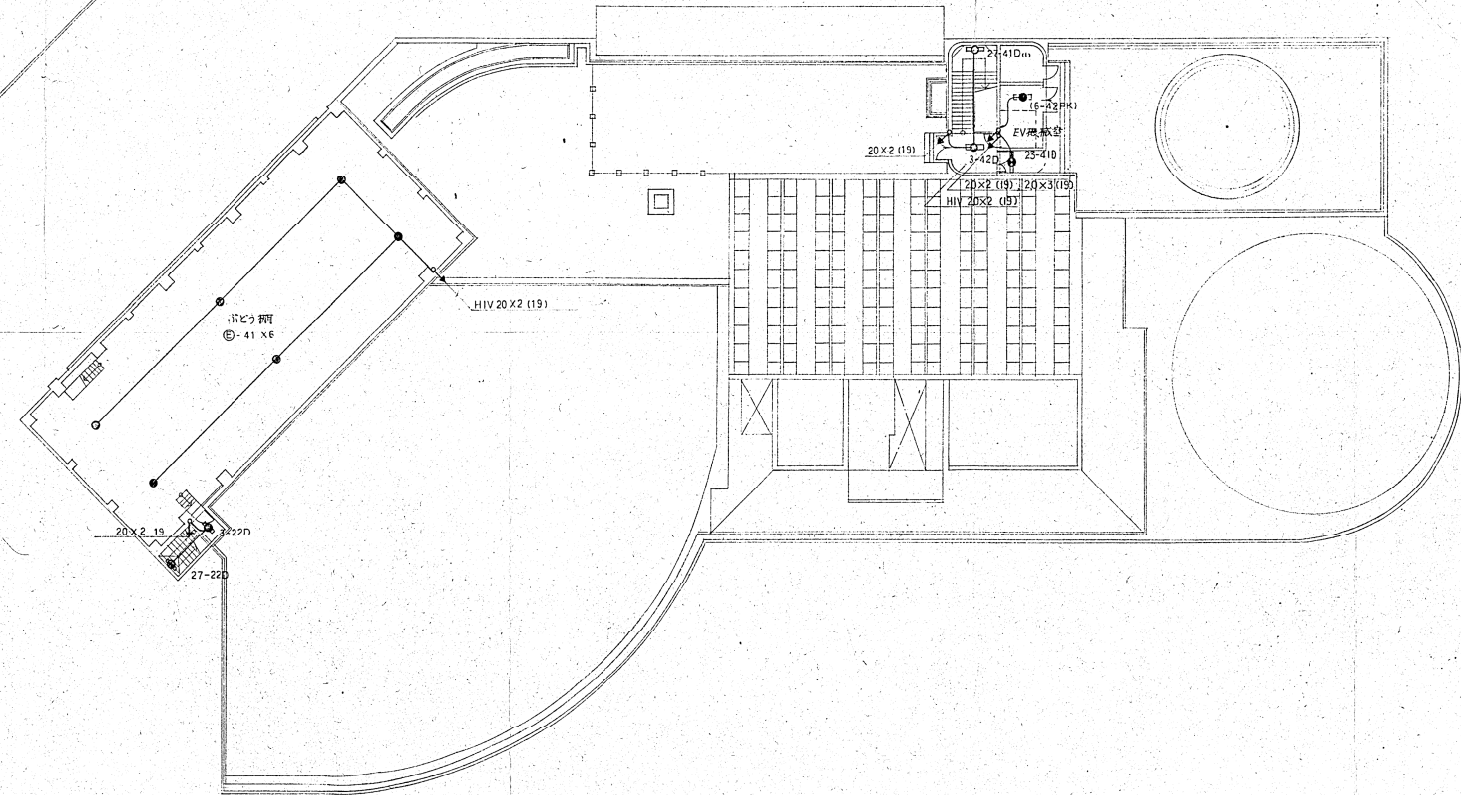 27-41Dm
(6-42PK)
EV機械室
20×2 (19)
3-42D
23-41D
20×2 (19) , 20×3 (19)
HIV 20×2 (19)
HIV 20×2 (19)
ぶどう棚
Ⓔ-41 ×6
20×2 19
3-22D
27-22D